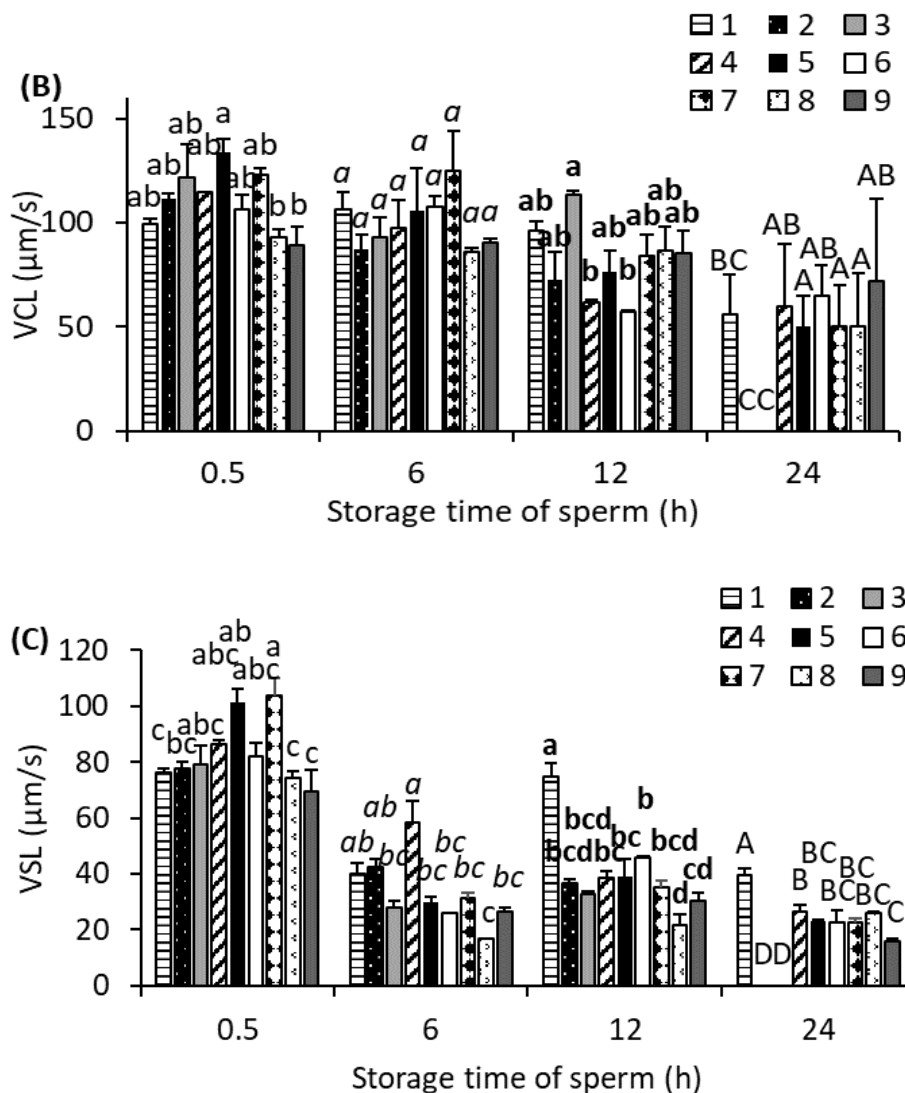 1 2 3
4 5 6
7 8 9
(B)
VCL (µm/s)
150
100
50
0
ab ab ab ab a ab ab b b
a a a a a a a a a
ab ab a b ab b ab ab ab
BC C C AB A AB A A AB
0.5 6 12 24
Storage time of sperm (h)
1 2 3
4 5 6
7 8 9
(C)
VSL (µm/s)
120
100
80
60
40
20
0
c bc abc abc ab abc a c c
ab ab bc a bc bc bc c bc
a bcd bcd bc bc b bcd d cd
A D D B BC BC BC BC C
0.5 6 12 24
Storage time of sperm (h)